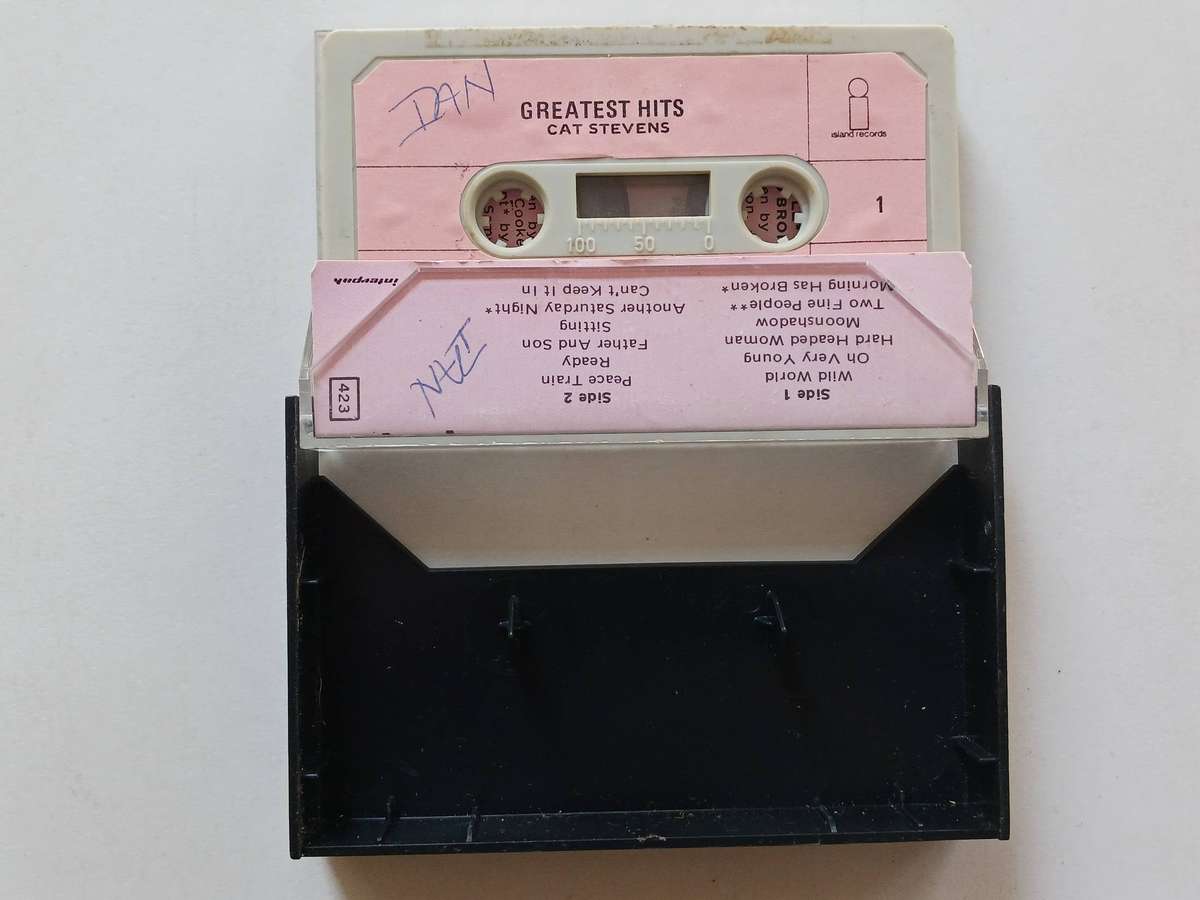 DAN
GREATEST HITS
CAT STEVENS
island records
1
100 50 0
Side 1
Wild World
Oh Very Young
Hard Headed Woman
Moonshadow
Two Fine People**
Morning Has Broken*
Side 2
Peace Train
Ready
Father And Son
Sitting
Another Saturday Night*
Can't Keep It In
DAN
423
interpak